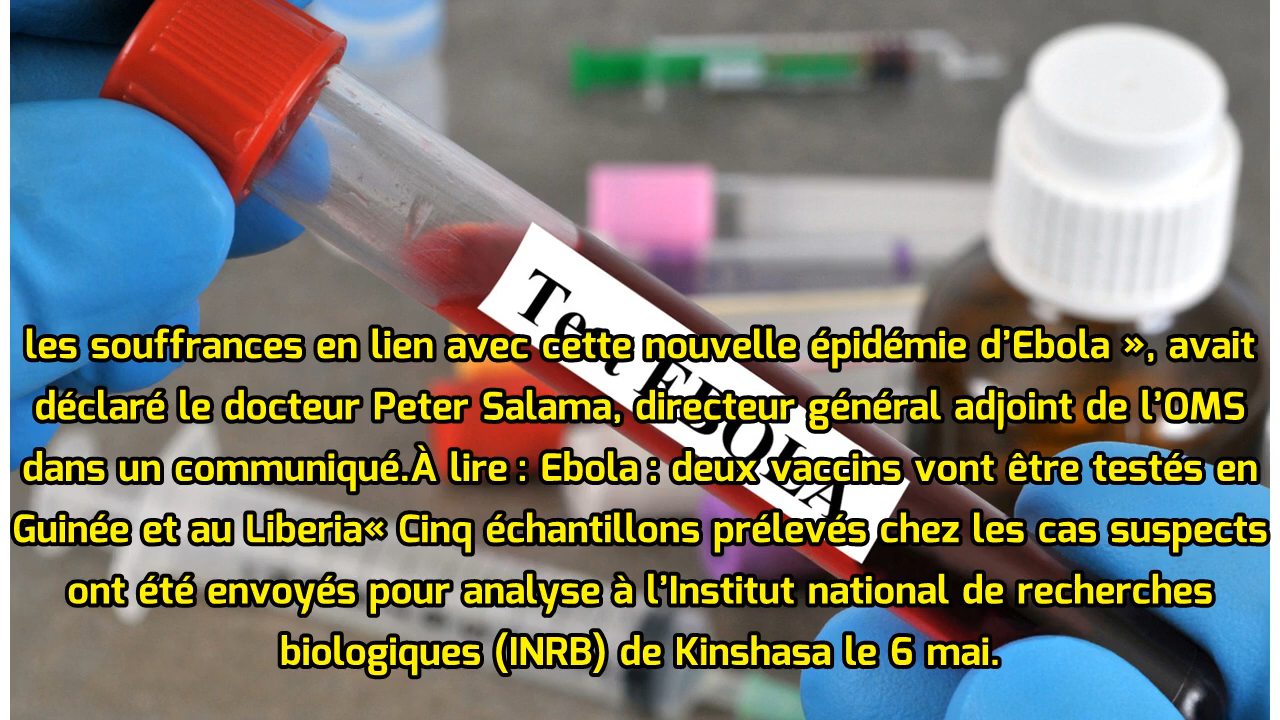 Test EBOLA
les souffrances en lien avec cette nouvelle épidémie d’Ebola », avait
déclaré le docteur Peter Salama, directeur général adjoint de l’OMS
dans un communiqué.À lire : Ebola : deux vaccins vont être testés en
Guinée et au Liberia« Cinq échantillons prélevés chez les cas suspects
ont été envoyés pour analyse à l’Institut national de recherches
biologiques (INRB) de Kinshasa le 6 mai.